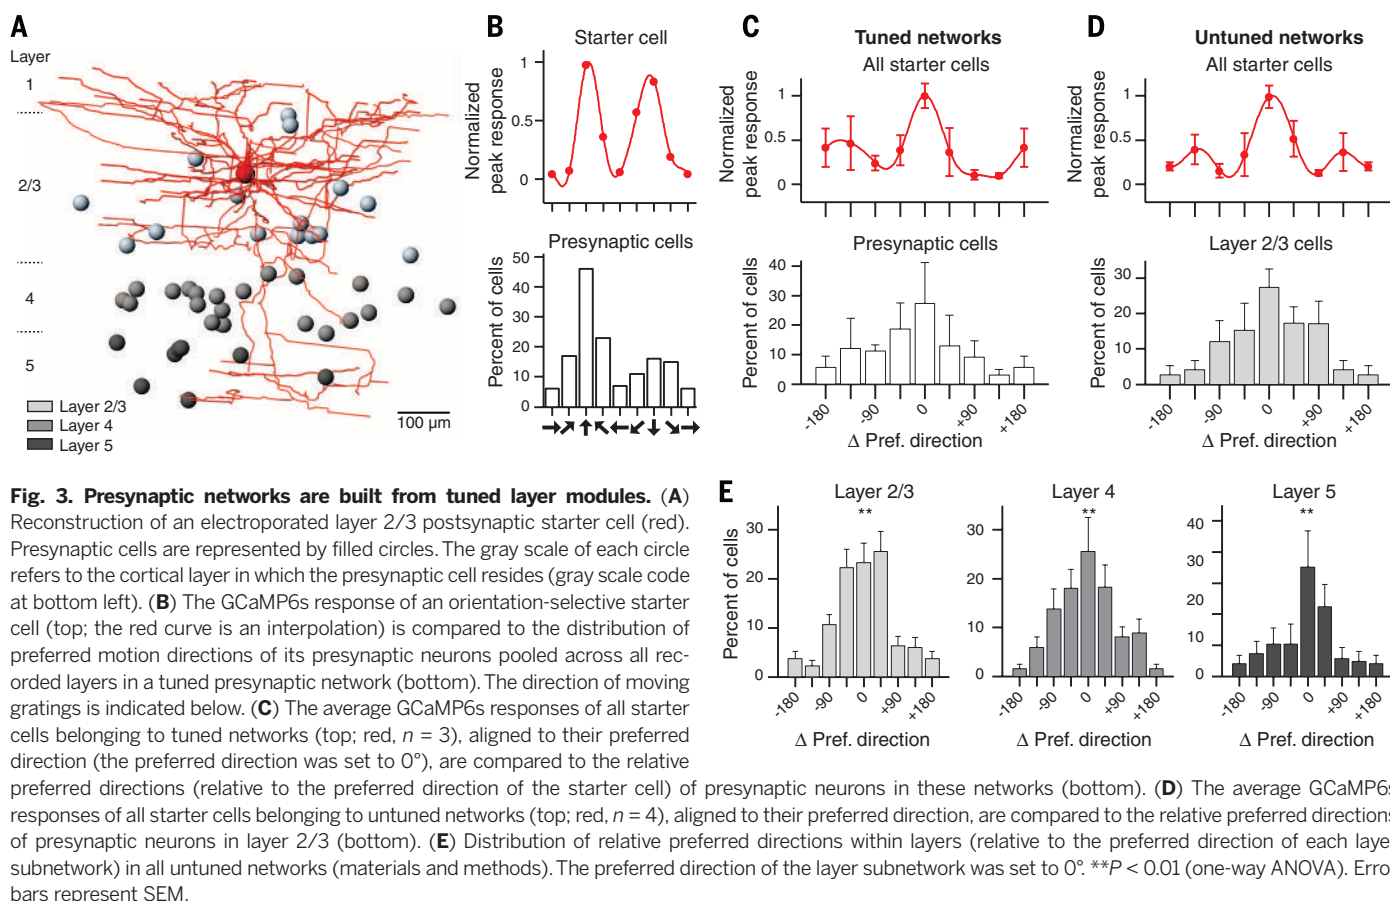 A
Layer
1
2/3
4
5
Layer 2/3
Layer 4
Layer 5
100 µm
B
Starter cell
Normalized
peak response
1
0.5
0
Presynaptic cells
Percent of cells
50
40
30
20
10
0
C
Tuned networks
All starter cells
Normalized
peak response
1
0.5
0
Presynaptic cells
Percent of cells
40
30
20
10
0
-180
-90
0
+90
+180
Δ Pref. direction
D
Untuned networks
All starter cells
Normalized
peak response
1
0.5
0
Layer 2/3 cells
Percent of cells
30
20
10
0
-180
-90
0
+90
+180
Δ Pref. direction
Fig. 3. Presynaptic networks are built from tuned layer modules. (A)
Reconstruction of an electroporated layer 2/3 postsynaptic starter cell (red).
Presynaptic cells are represented by filled circles. The gray scale of each circle
refers to the cortical layer in which the presynaptic cell resides (gray scale code
at bottom left). (B) The GCaMP6s response of an orientation-selective starter
cell (top; the red curve is an interpolation) is compared to the distribution of
preferred motion directions of its presynaptic neurons pooled across all rec-
orded layers in a tuned presynaptic network (bottom). The direction of moving
gratings is indicated below. (C) The average GCaMP6s responses of all starter
cells belonging to tuned networks (top; red, n = 3), aligned to their preferred
direction (the preferred direction was set to 0°), are compared to the relative
preferred directions (relative to the preferred direction of the starter cell) of presynaptic neurons in these networks (bottom). (D) The average GCaMP6s
responses of all starter cells belonging to untuned networks (top; red, n = 4), aligned to their preferred direction, are compared to the relative preferred directions
of presynaptic neurons in layer 2/3 (bottom). (E) Distribution of relative preferred directions within layers (relative to the preferred direction of each laye
subnetwork) in all untuned networks (materials and methods). The preferred direction of the layer subnetwork was set to 0°. **P < 0.01 (one-way ANOVA). Erro
bars represent SEM.
E
Layer 2/3
**
Percent of cells
30
20
10
0
-180
-90
0
+90
+180
Δ Pref. direction
Layer 4
**
30
20
10
0
-180
-90
0
+90
+180
Δ Pref. direction
Layer 5
**
40
30
20
10
0
-180
-90
0
+90
+180
Δ Pref. direction